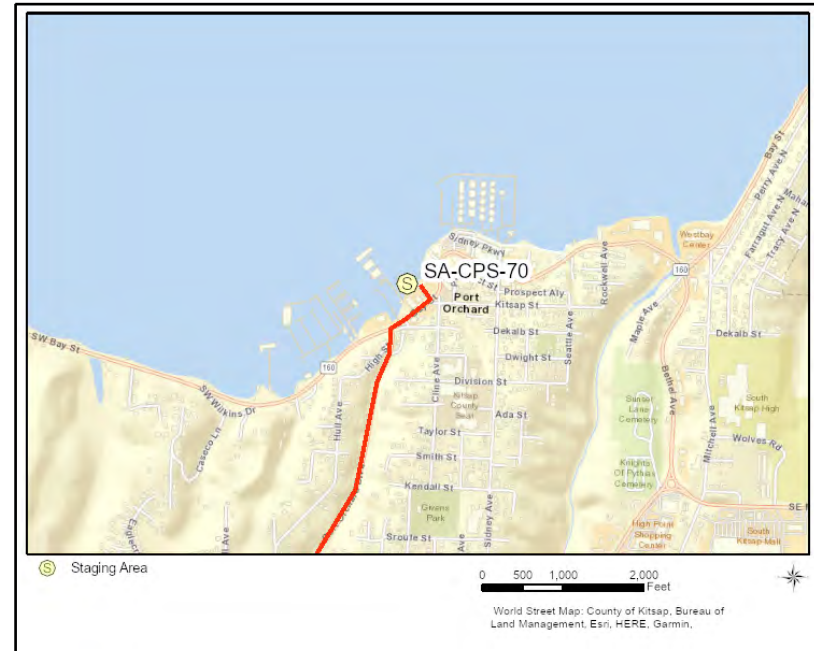 Bay St
Perry Ave N
Farragut Ave N
Tracy Ave N
Westbay
Center
160
Sidney Pkwy
Rockwell Ave
SA-CPS-70
Prospect Aly
Port
Orchard
Kitsap St
Maple Ave
Dekalb St
Dekalb St
Seattle Ave
SW Bay St
High St
Dwight St
160
Cline Ave
Division St
Bethel Ave
SW Wilkins Dr
Kitsap
County
Seat
Sunset
Lane
Cemetery
South
Kitsap High
Hull Ave
Ada St
Mitchell Ave
Caseco Ln
Taylor St
Wolves Rd
Smith St
Knights
Of Pythias
Cemetery
Kendall St
Sidney Ave
Givens
Park
High Point
Shopping
Center
South
Kitsap Mall
Sroufe St
S Staging Area
0 500 1,000 2,000
Feet
World Street Map: County of Kitsap, Bureau of
Land Management, Esri, HERE, Garmin,